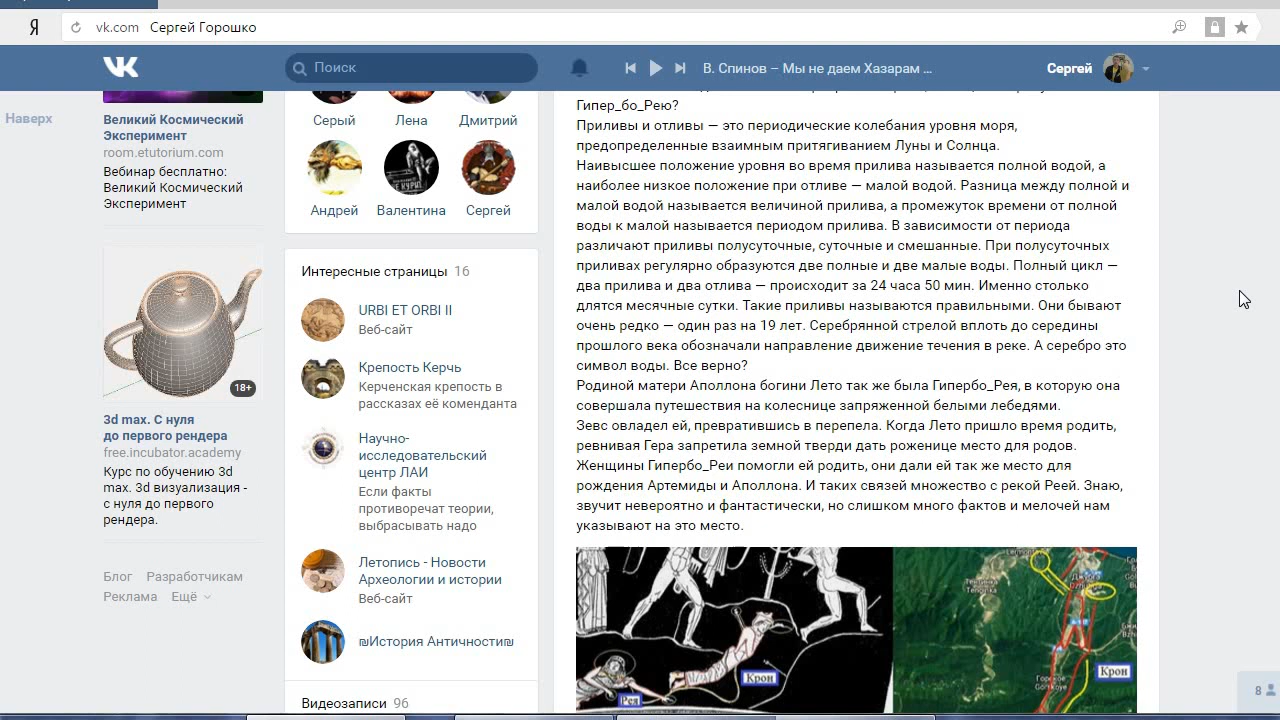 Я
vk.com Сергей Горошко
Поиск
В. Спинов – Мы не даем Хазарам ...
Сергей
Наверх
Великий Космический
Эксперимент
room.etutorium.com
Вебинар бесплатно:
Великий Космический
Эксперимент
18+
3d max. С нуля
до первого рендера
free.incubator.academy
Курс по обучению 3d
max. 3d визуализация -
с нуля до первого
рендера.
Блог Разработчикам
Реклама Ещё
Серый Лена Дмитрий
Андрей Валентина Сергей
Интересные страницы 16
URBI ET ORBI II
Веб-сайт
Крепость Керчь
Керченская крепость в
рассказах её коменданта
Научно-
исследовательский
центр ЛАИ
Если факты
противоречат теории,
выбрасывать надо
Летопись - Новости
Археологии и истории
Веб-сайт
₪История Античности₪
Видеозаписи 96
Гипер_бо_Рею?
Приливы и отливы — это периодические колебания уровня моря,
предопределенные взаимным притягиванием Луны и Солнца.
Наивысшее положение уровня во время прилива называется полной водой, а
наиболее низкое положение при отливе — малой водой. Разница между полной и
малой водой называется величиной прилива, а промежуток времени от полной
воды к малой называется периодом прилива. В зависимости от периода
различают приливы полусуточные, суточные и смешанные. При полусуточных
приливах регулярно образуются две полные и две малые воды. Полный цикл —
два прилива и два отлива — происходит за 24 часа 50 мин. Именно столько
длятся месячные сутки. Такие приливы называются правильными. Они бывают
очень редко — один раз на 19 лет. Серебрянной стрелой вплоть до середины
прошлого века обозначали направление движение течения в реке. А серебро это
символ воды. Все верно?
Родиной матери Аполлона богини Лето так же была Гипербо_Рея, в которую она
совершала путешествия на колеснице запряженной белыми лебедями.
Зевс овладел ей, превратившись в перепела. Когда Лето пришло время родить,
ревнивая Гера запретила земной тверди дать роженице место для родов.
Женщины Гипербо_Реи помогли ей родить, они дали ей так же место для
рождения Артемиды и Аполлона. И таких связей множество с рекой Реей. Знаю,
звучит невероятно и фантастически, но слишком много фактов и мелочей нам
указывают на это место.
Крон
Рея
Тенгинка
Tenginka
Горское
Gorskoye
Крон
8